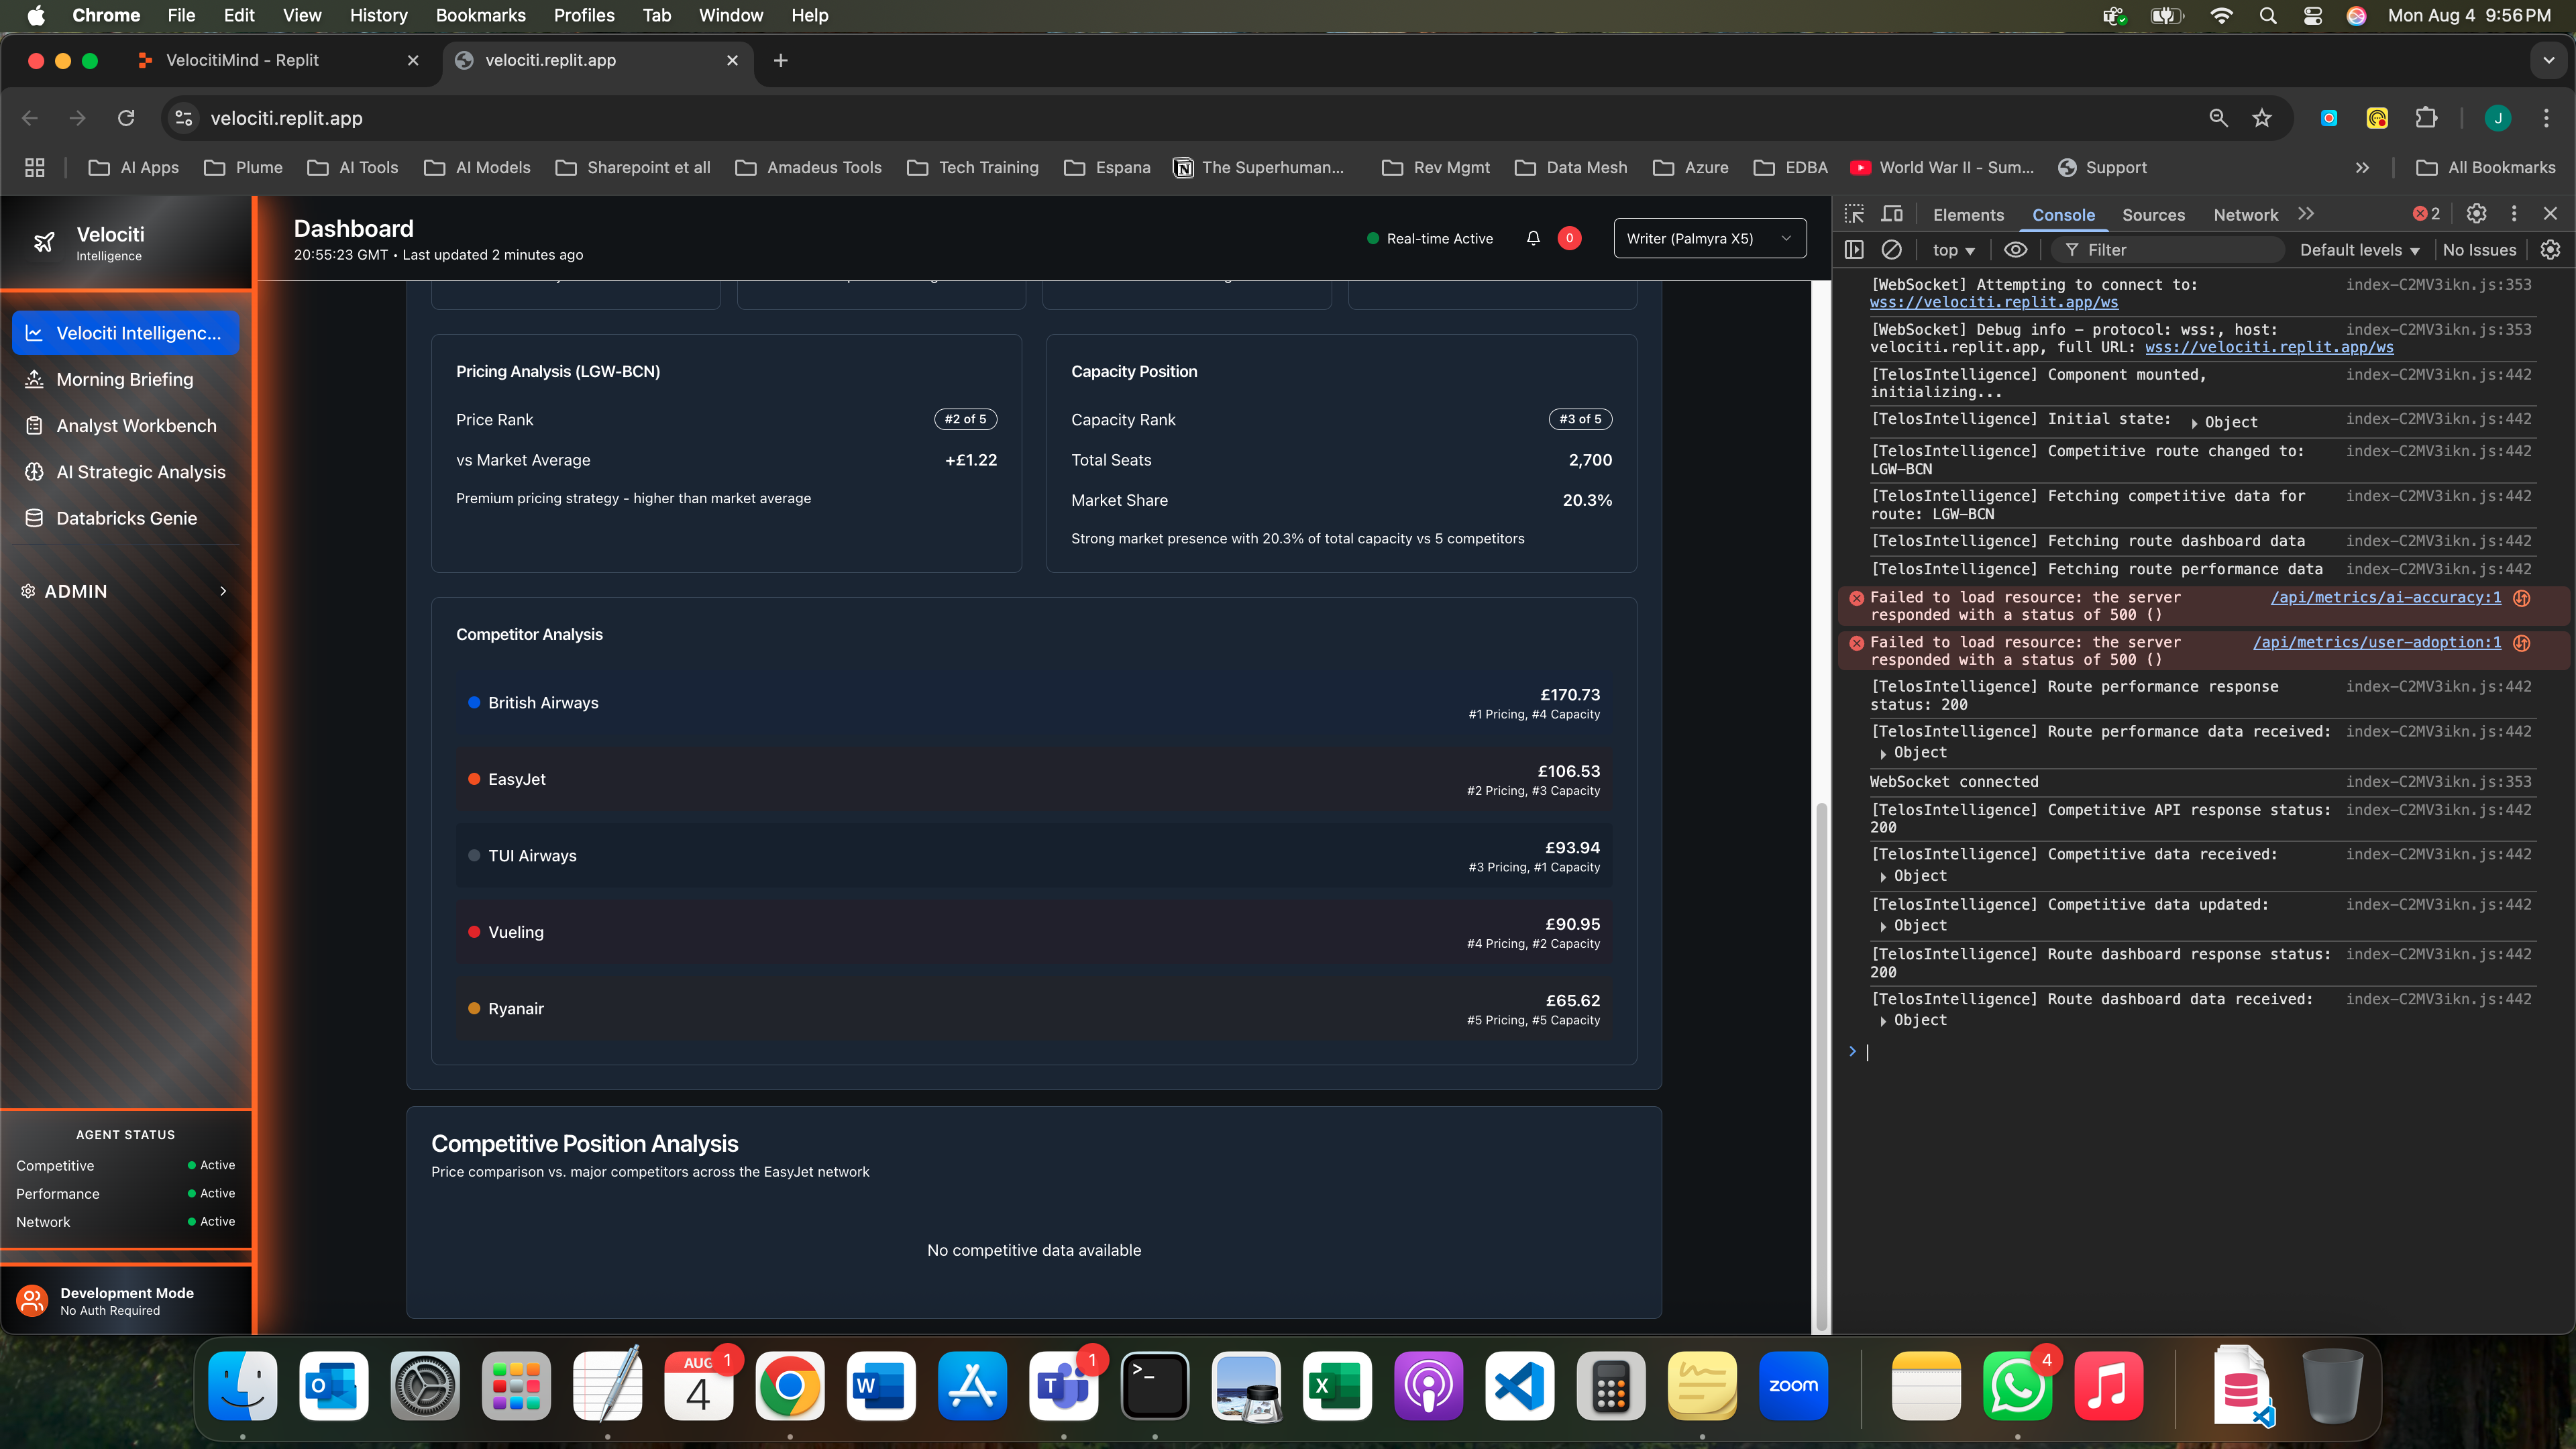 Chrome File Edit View History Bookmarks Profiles Tab Window Help
Mon Aug 4 9:56 PM
VelocitiMind - Replit
velociti.replit.app
velociti.replit.app
J
AI Apps
Plume
AI Tools
AI Models
Sharepoint et all
Amadeus Tools
Tech Training
Espana
The Superhuman...
Rev Mgmt
Data Mesh
Azure
EDBA
World War II - Sum...
Support
All Bookmarks
Velociti
Intelligence
Velociti Intelligenc...
Morning Briefing
Analyst Workbench
AI Strategic Analysis
Databricks Genie
ADMIN
AGENT STATUS
Competitive Active
Performance Active
Network Active
Development Mode
No Auth Required
Dashboard
20:55:23 GMT • Last updated 2 minutes ago
Real-time Active
0
Writer (Palmyra X5)
Pricing Analysis (LGW-BCN)
Price Rank #2 of 5
vs Market Average +£1.22
Premium pricing strategy - higher than market average
Capacity Position
Capacity Rank #3 of 5
Total Seats 2,700
Market Share 20.3%
Strong market presence with 20.3% of total capacity vs 5 competitors
Competitor Analysis
British Airways £170.73
#1 Pricing, #4 Capacity
EasyJet £106.53
#2 Pricing, #3 Capacity
TUI Airways £93.94
#3 Pricing, #1 Capacity
Vueling £90.95
#4 Pricing, #2 Capacity
Ryanair £65.62
#5 Pricing, #5 Capacity
Competitive Position Analysis
Price comparison vs. major competitors across the EasyJet network
No competitive data available
Elements Console Sources Network 2
top Filter Default levels No Issues
[WebSocket] Attempting to connect to: index-C2MV3ikn.js:353
wss://velociti.replit.app/ws
[WebSocket] Debug info – protocol: wss:, host: index-C2MV3ikn.js:353
velociti.replit.app, full URL: wss://velociti.replit.app/ws
[TelosIntelligence] Component mounted, index-C2MV3ikn.js:442
initializing...
[TelosIntelligence] Initial state: Object index-C2MV3ikn.js:442
[TelosIntelligence] Competitive route changed to: index-C2MV3ikn.js:442
LGW-BCN
[TelosIntelligence] Fetching competitive data for index-C2MV3ikn.js:442
route: LGW-BCN
[TelosIntelligence] Fetching route dashboard data index-C2MV3ikn.js:442
[TelosIntelligence] Fetching route performance data index-C2MV3ikn.js:442
Failed to load resource: the server /api/metrics/ai-accuracy:1
responded with a status of 500 ()
Failed to load resource: the server /api/metrics/user-adoption:1
responded with a status of 500 ()
[TelosIntelligence] Route performance response index-C2MV3ikn.js:442
status: 200
[TelosIntelligence] Route performance data received: index-C2MV3ikn.js:442
Object
WebSocket connected index-C2MV3ikn.js:353
[TelosIntelligence] Competitive API response status: index-C2MV3ikn.js:442
200
[TelosIntelligence] Competitive data received: index-C2MV3ikn.js:442
Object
[TelosIntelligence] Competitive data updated: index-C2MV3ikn.js:442
Object
[TelosIntelligence] Route dashboard response status: index-C2MV3ikn.js:442
200
[TelosIntelligence] Route dashboard data received: index-C2MV3ikn.js:442
Object
AUG
4
1
1
zoom
4